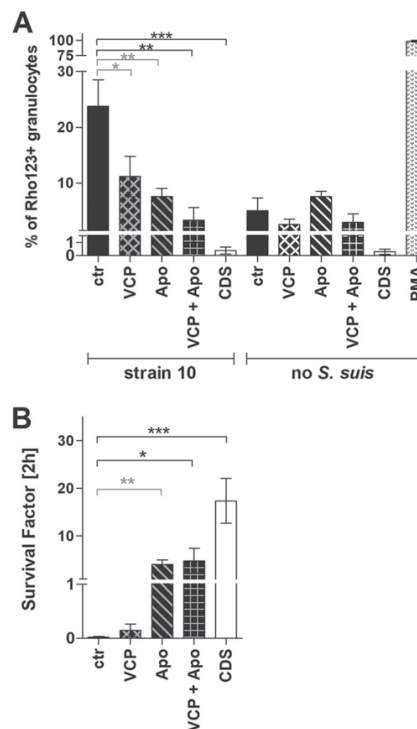 A
% of Rho123+ granulocytes
100
75
30
20
10
1
0
***
**
**
*
ctr
VCP
Apo
VCP + Apo
CDS
ctr
VCP
Apo
VCP + Apo
CDS
PMA
strain 10
no S. suis
B
Survival Factor [2h]
30
20
10
1
0
***
*
**
ctr
VCP
Apo
VCP + Apo
CDS